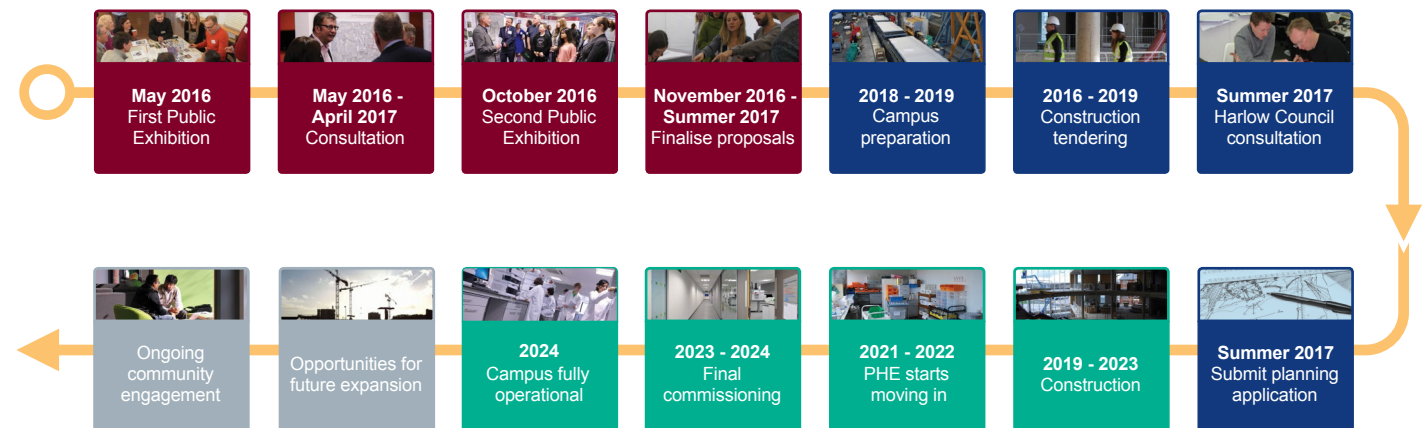 May 2016
First Public
Exhibition
May 2016 -
April 2017
Consultation
October 2016
Second Public
Exhibition
November 2016 -
Summer 2017
Finalise proposals
2018 - 2019
Campus
preparation
2016 - 2019
Construction
tendering
Summer 2017
Harlow Council
consultation
Summer 2017
Submit planning
application
2019 - 2023
Construction
2021 - 2022
PHE starts
moving in
2023 - 2024
Final
commissioning
2024
Campus fully
operational
Opportunities for
future expansion
Ongoing
community
engagement